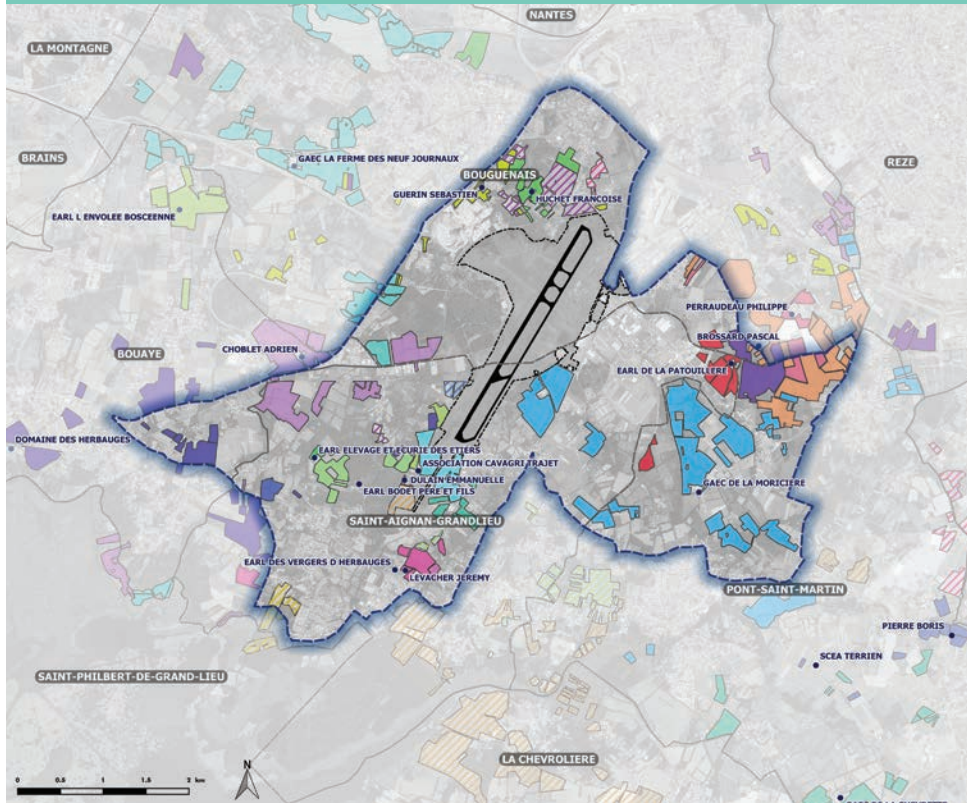 NANTES
LA MONTAGNE
BRAINS
GAEC LA FERME DES NEUF JOURNAUX
REZE
BOUGUENAIS
GUERIN SEBASTIEN
HUCHET FRANCOISE
EARL L ENVOLEE BOSCEENNE
PERRAUDEAU PHILIPPE
BROSSARD PASCAL
BOUAYE
CHOBLET ADRIEN
EARL DE LA PATOUILLERE
DOMAINE DES HERBAUGES
EARL ELEVAGE ET ECURIE DES ETIERS
ASSOCIATION CAVAGRI TRAJET
DULAIN EMMANUELLE
EARL BODET PERE ET FILS
GAEC DE LA MORICIERE
SAINT-AIGNAN-GRANDLIEU
EARL DES VERGERS D HERBAUGES
LEVACHER JEREMY
PONT-SAINT-MARTIN
PIERRE BORIS
SCEA TERRIEN
SAINT-PHILBERT-DE-GRAND-LIEU
LA CHEVROLIERE
N
0 0.5 1 1.5 2 km